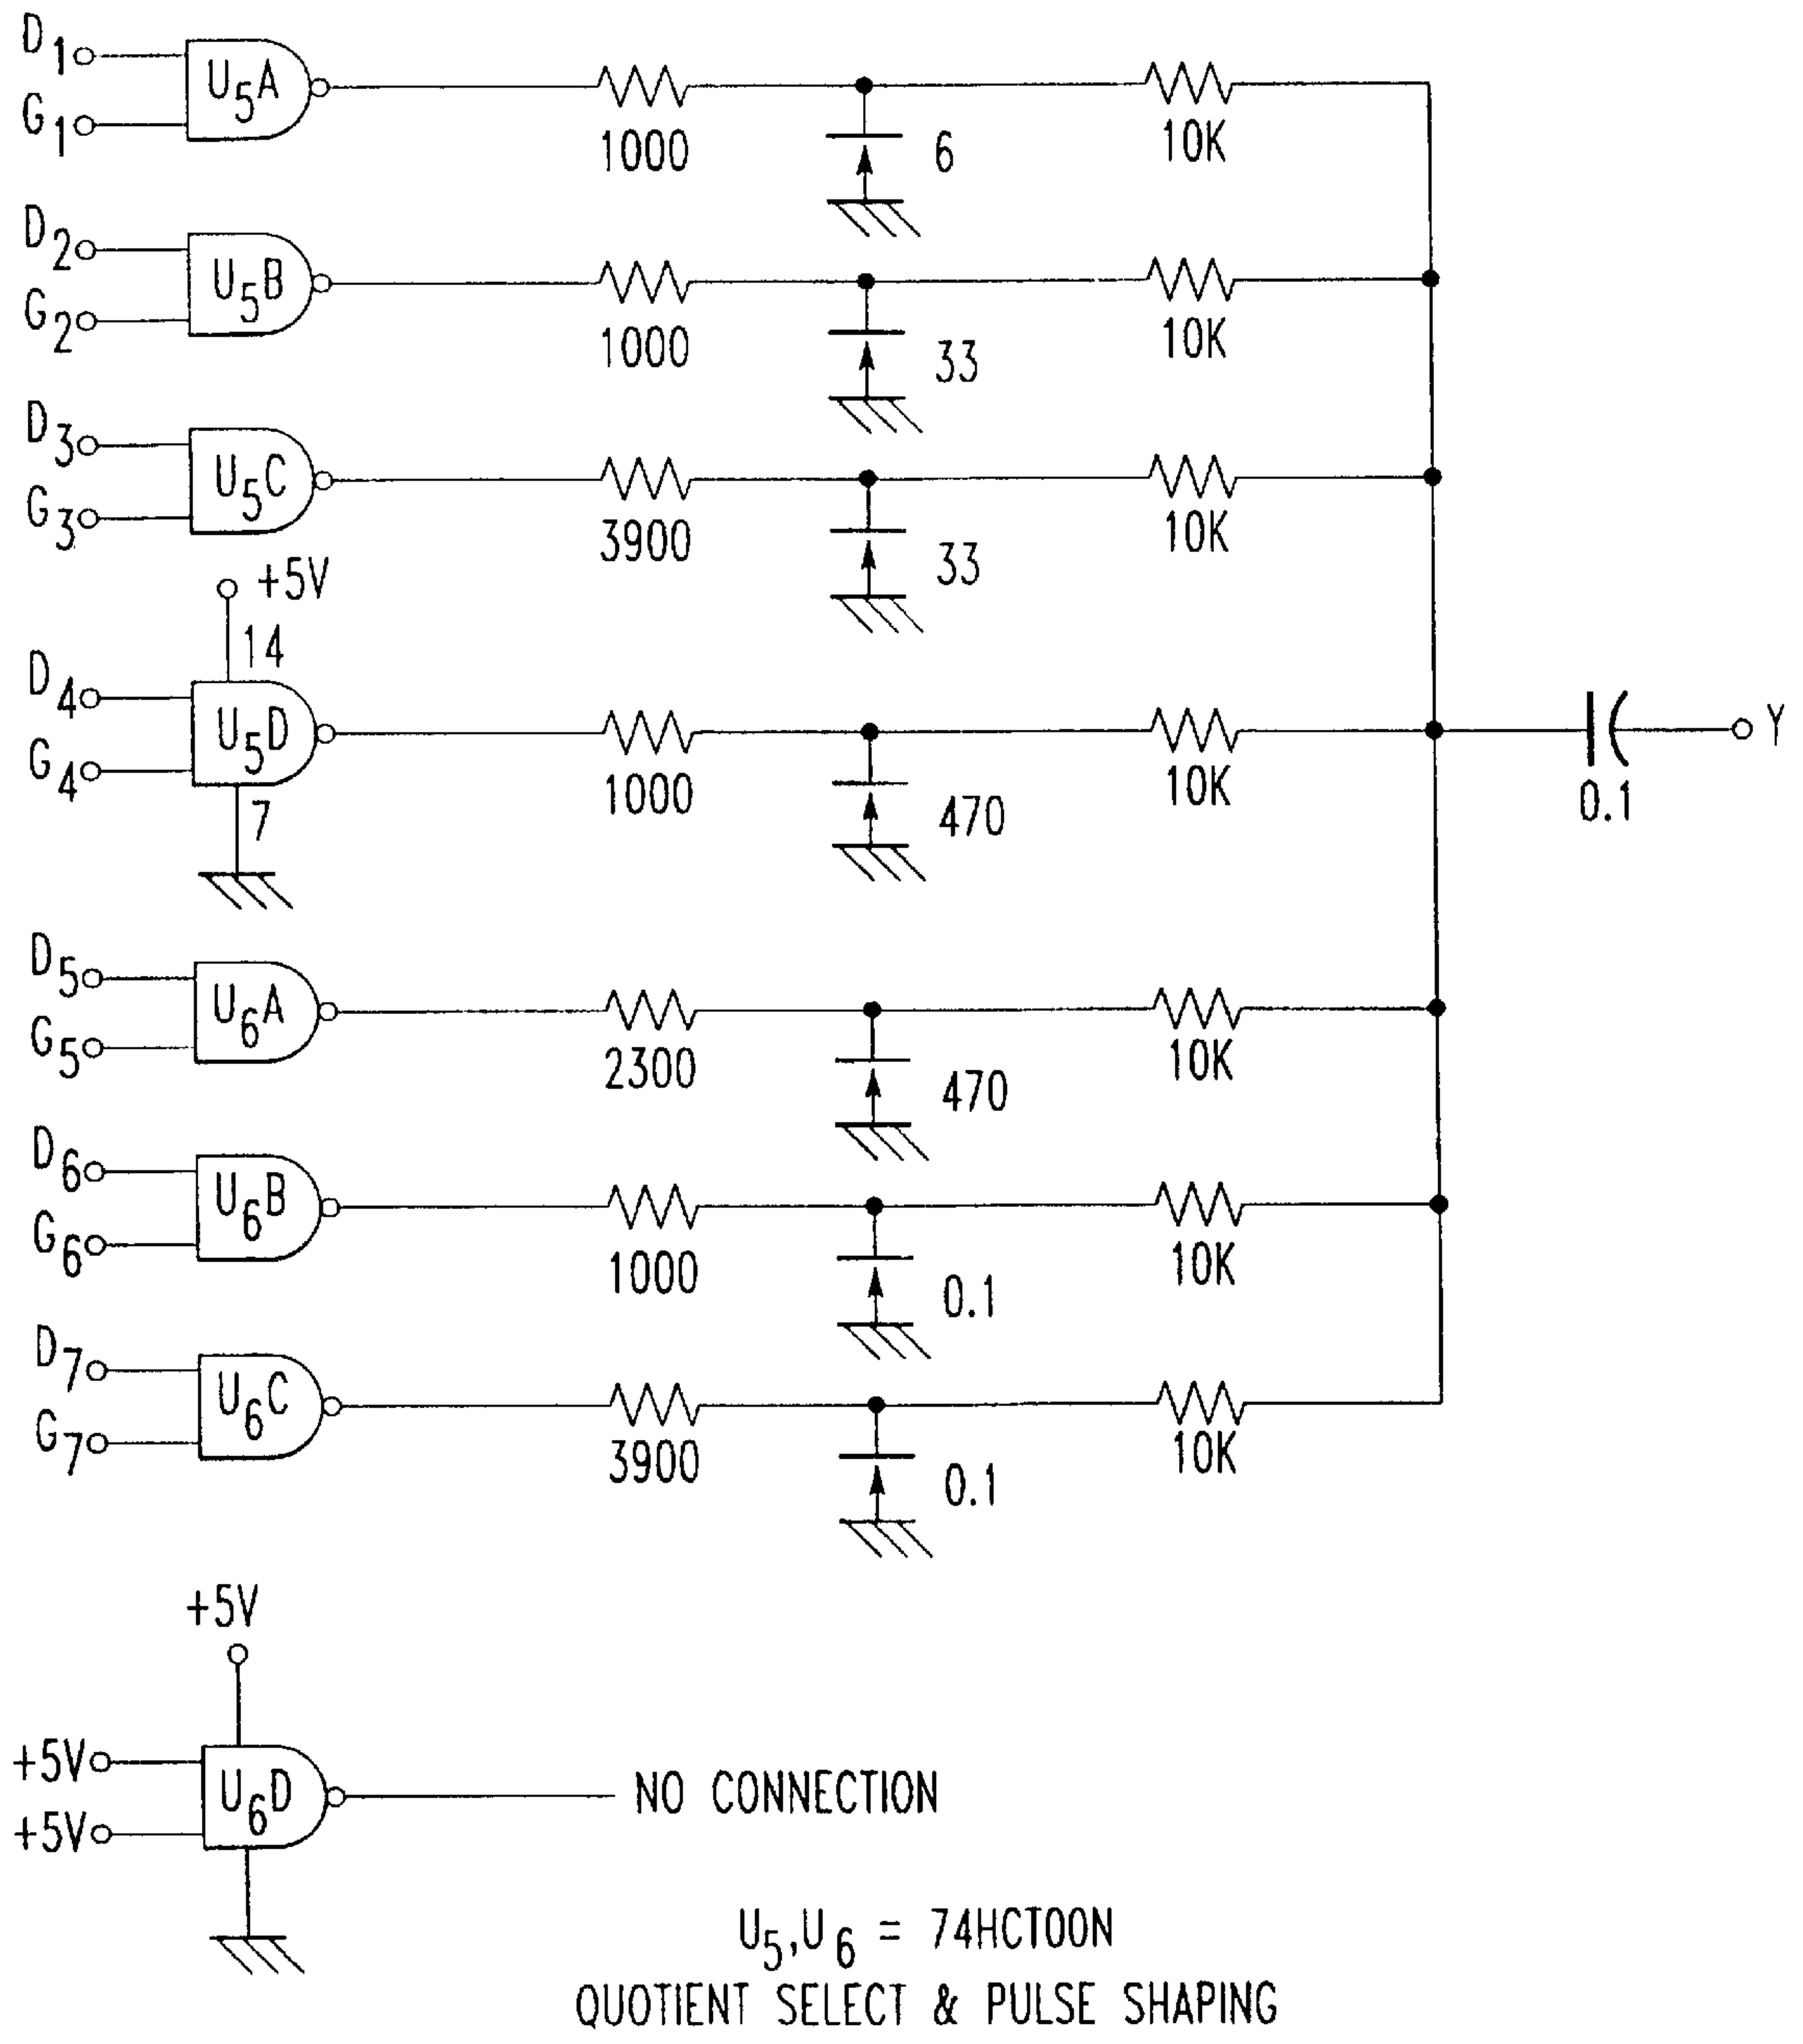 D1
U5A
G1
1000
6
10K
D2
U5B
G2
1000
33
10K
D3
U5C
G3
3900
33
10K
+5V
14
D4
U5D
G4
7
1000
470
10K
0.1
Y
D5
U6A
G5
2300
470
10K
D6
U6B
G6
1000
0.1
10K
D7
U6C
G7
3900
0.1
10K
+5V
+5V
U6D
+5V
NO CONNECTION
U5,U6 = 74HCT00N
QUOTIENT SELECT & PULSE SHAPING